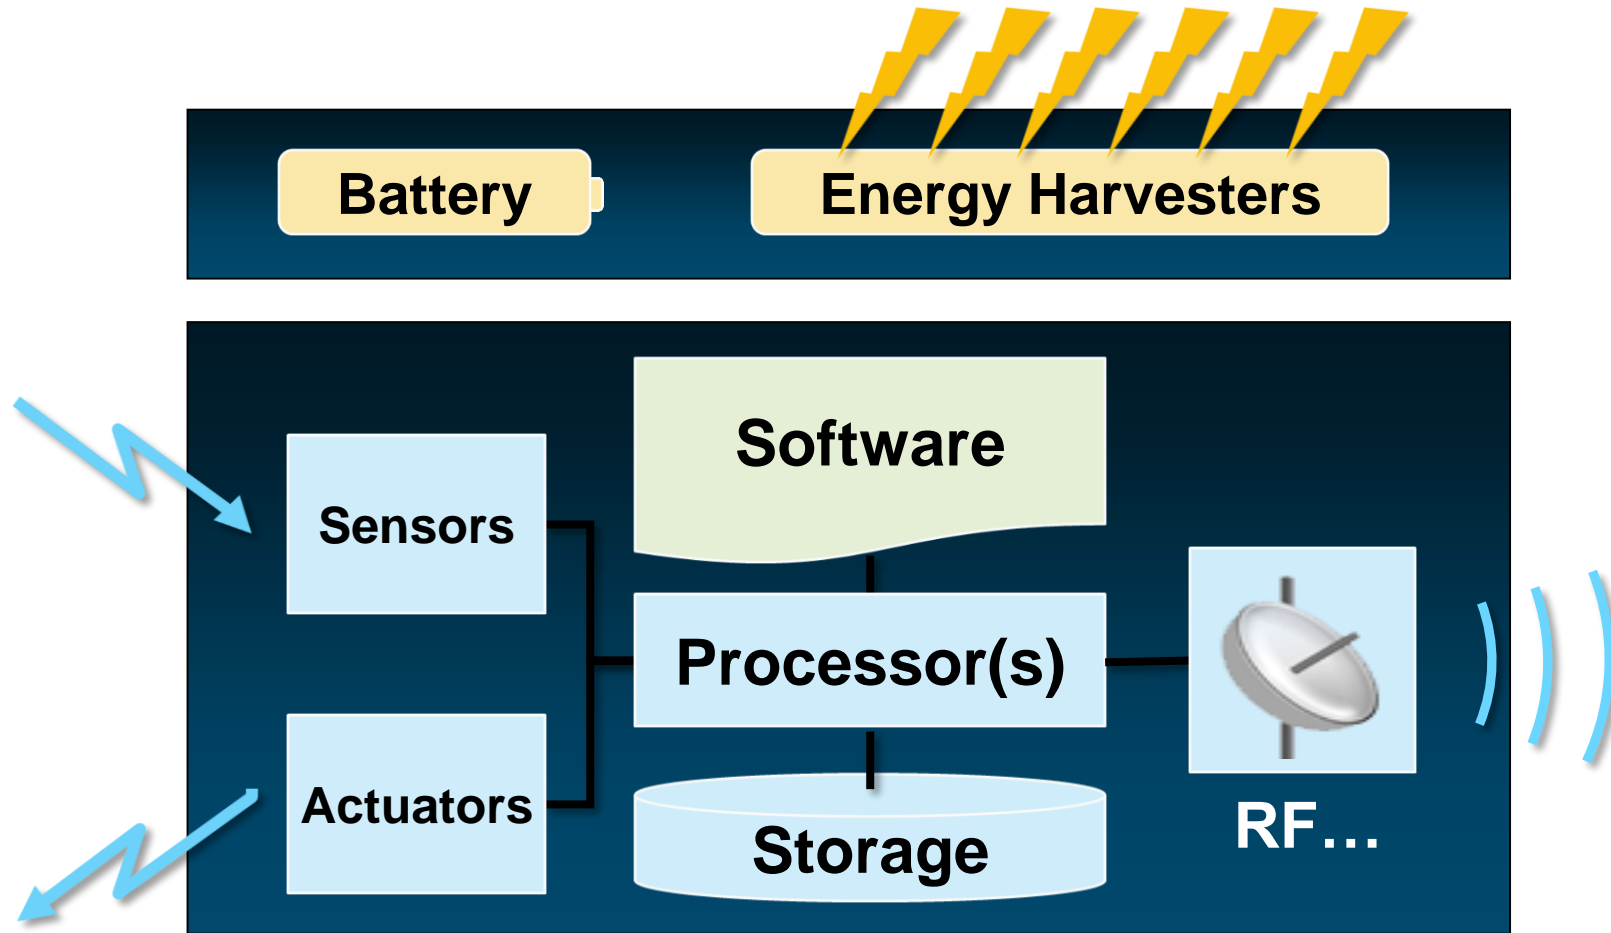 Battery
Energy Harvesters
Software
Sensors
Processor(s)
Actuators
Storage
RF...